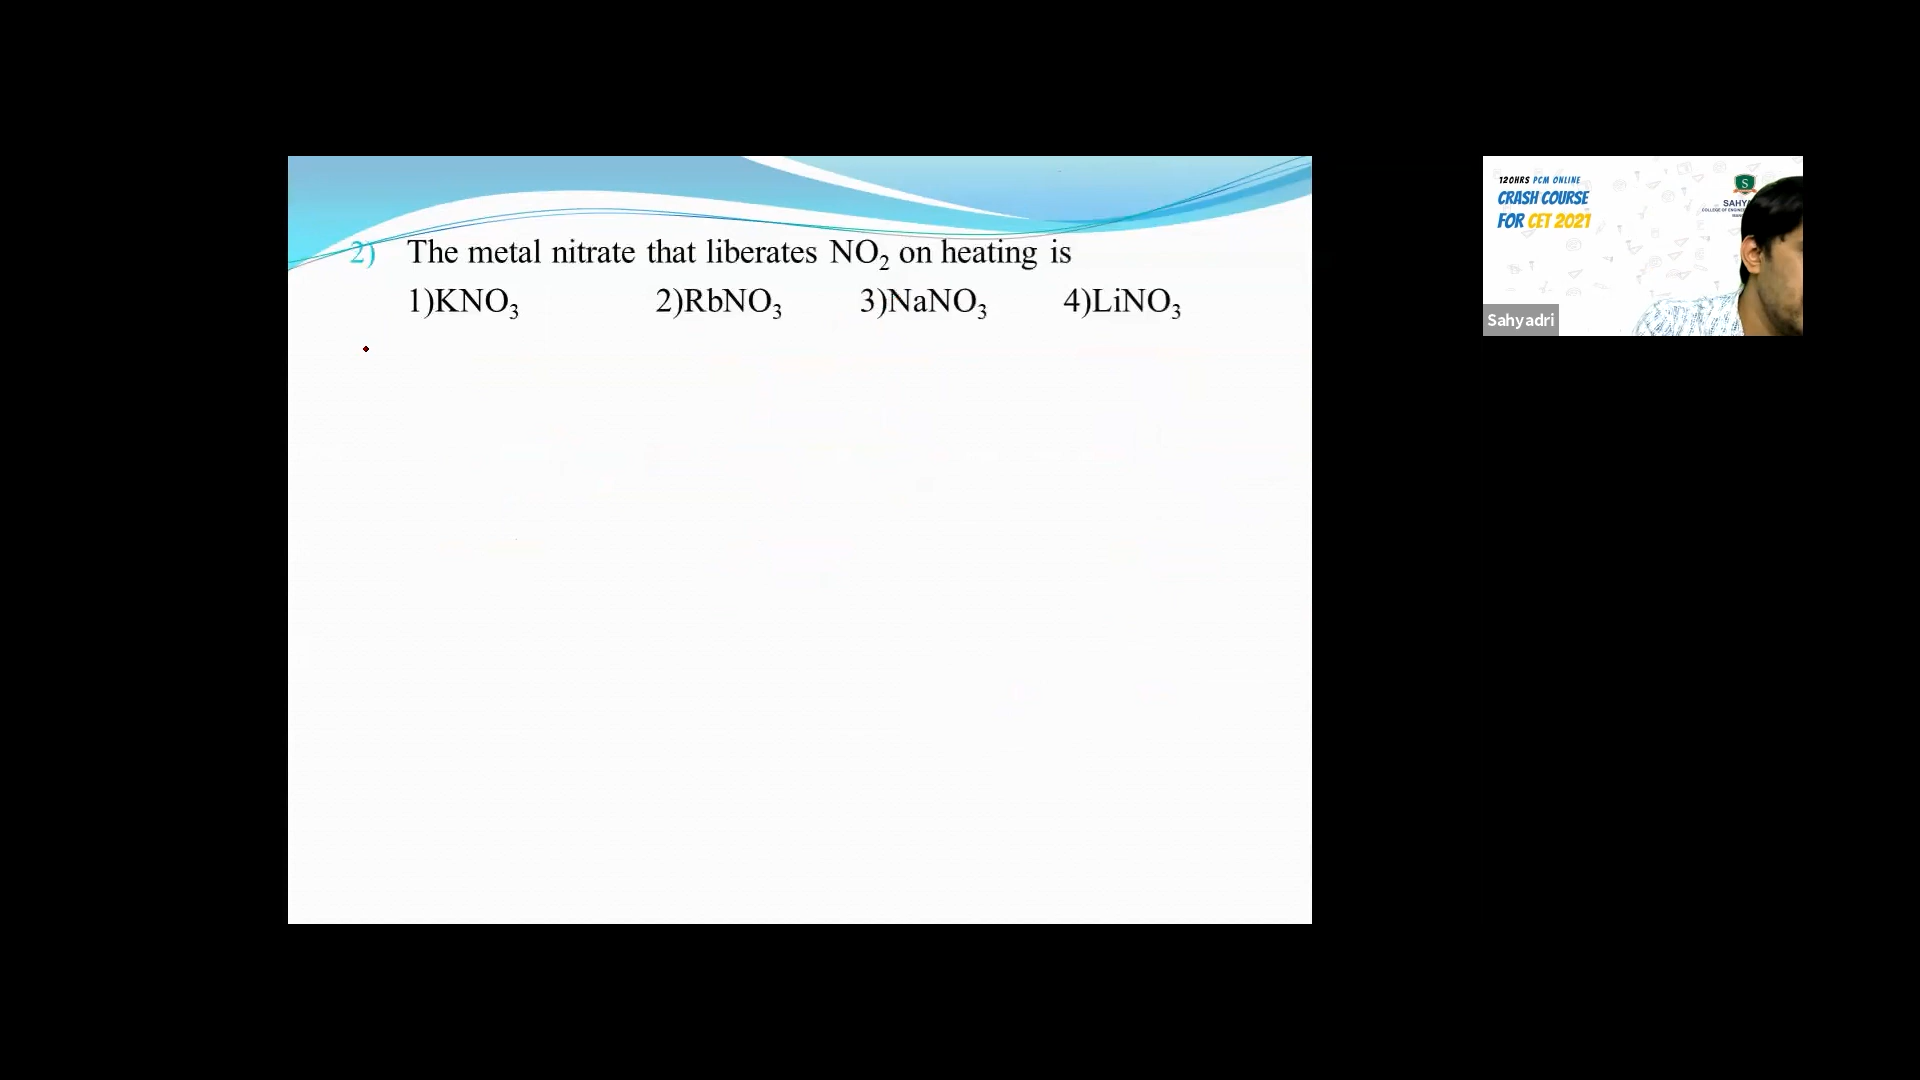 2) The metal nitrate that liberates NO₂ on heating is
1)KNO₃ 2)RbNO₃ 3)NaNO₃ 4)LiNO₃
120HRS PCM ONLINE
CRASH COURSE
FOR CET 2021
S
Sahyadri